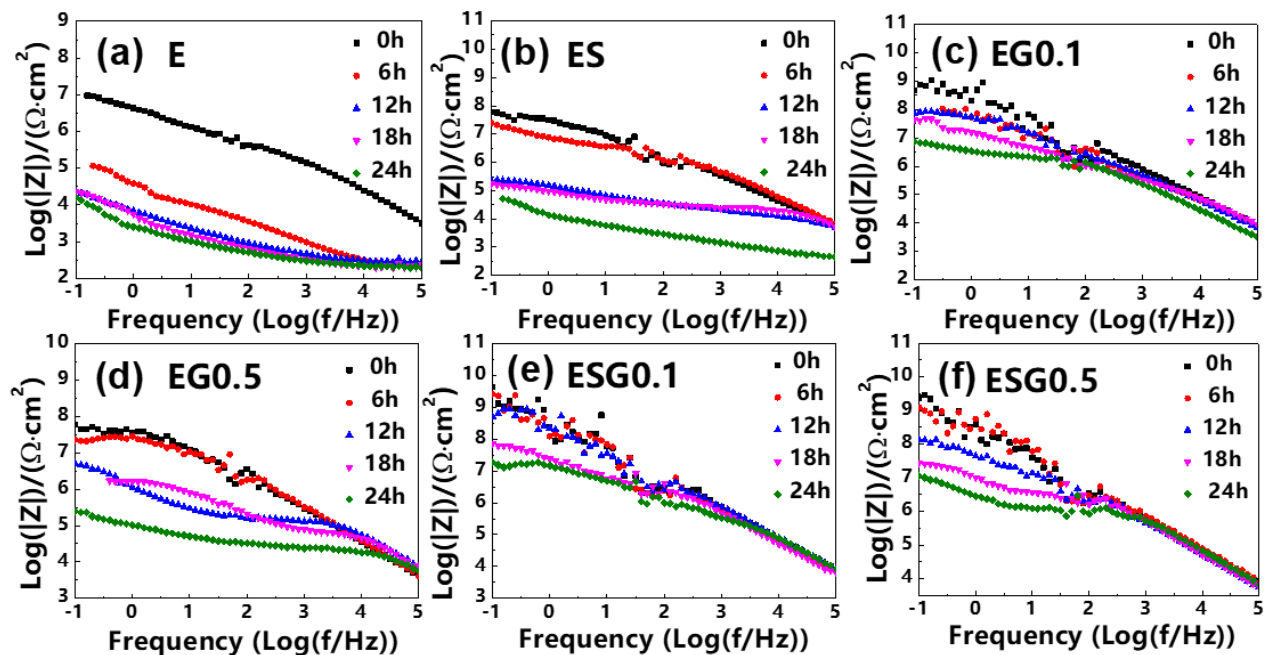 (a) E
0h
6h
12h
18h
24h
9
8
7
6
5
4
3
2
-1 0 1 2 3 4 5
Log(|Z|)/(Ω·cm²)
Frequency (Log(f/Hz))
(b) ES
0h
6h
12h
18h
24h
11
10
9
8
7
6
5
4
3
2
-1 0 1 2 3 4 5
Log(|Z|)/(Ω·cm²)
Frequency (Log(f/Hz))
(c) EG0.1
0h
6h
12h
18h
24h
11
10
9
8
7
6
5
4
3
2
-1 0 1 2 3 4 5
Log(|Z|)/(Ω·cm²)
Frequency (Log(f/Hz))
(d) EG0.5
0h
6h
12h
18h
24h
10
9
8
7
6
5
4
3
-1 0 1 2 3 4 5
Log(|Z|)/(Ω·cm²)
Frequency (Log(f/Hz))
(e) ESG0.1
0h
6h
12h
18h
24h
11
10
9
8
7
6
5
4
3
-1 0 1 2 3 4 5
Log(|Z|)/(Ω·cm²)
Frequency (Log(f/Hz))
(f) ESG0.5
0h
6h
12h
18h
24h
10
9
8
7
6
5
4
-1 0 1 2 3 4 5
Log(|Z|)/(Ω·cm²)
Frequency (Log(f/Hz))